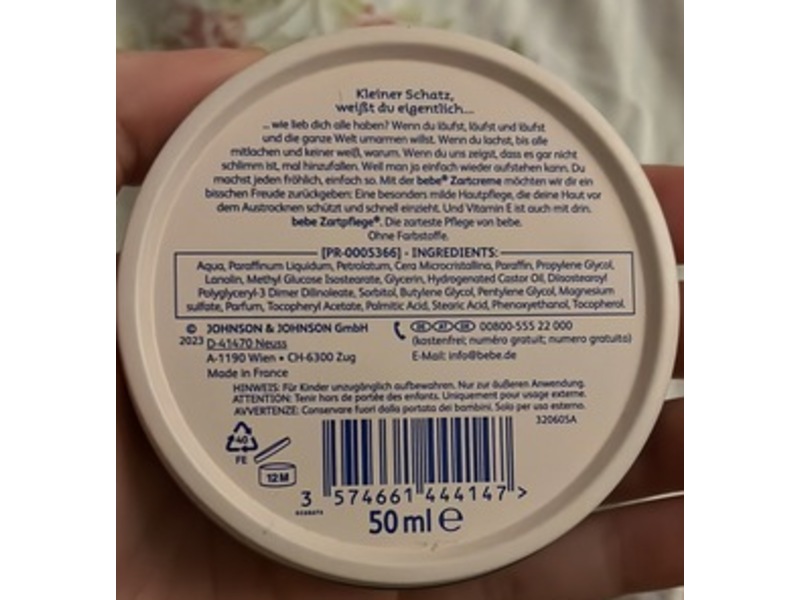 Kleiner Schatz,
weißt du eigentlich...
... wie lieb dich alle haben? Wenn du läufst, läufst und läufst
und die ganze Welt umarmen willst. Wenn du lachst, bis alle
mitlachen und keiner weiß, warum. Wenn du uns zeigst, dass es gar nicht
schlimm ist, mal hinzufallen. Weil man ja einfach wieder aufstehen kann. Du
machst jeden fröhlich, einfach so. Mit der bebe® Zartcreme möchten wir dir ein
bisschen Freude zurückgeben: Eine besonders milde Hautpflege, die deine Haut vor
dem Austrocknen schützt und schnell einzieht. Und Vitamin E ist auch mit drin.
bebe Zartpflege®. Die zarteste Pflege von bebe.
Ohne Farbstoffe.
[PR-0005366] - INGREDIENTS:
Aqua, Paraffinum Liquidum, Petrolatum, Cera Microcristallina, Paraffin, Propylene Glycol,
Lanolin, Methyl Glucose Isostearate, Glycerin, Hydrogenated Castor Oil, Diisostearoyl
Polyglyceryl-3 Dimer Dilinoleate, Sorbitol, Butylene Glycol, Pentylene Glycol, Magnesium
sulfate, Parfum, Tocopheryl Acetate, Palmitic Acid, Stearic Acid, Phenoxyethanol, Tocopherol.
© JOHNSON & JOHNSON GmbH
2023 D-41470 Neuss
A-1190 Wien • CH-6300 Zug
Made in France
DE AT CH 00800-555 22 000
(kostenfrei; numéro gratuit; numero gratuito)
E-Mail: info@bebe.de
HINWEIS: Für Kinder unzugänglich aufbewahren. Nur zur äußeren Anwendung.
ATTENTION: Tenir hors de portée des enfants. Uniquement pour usage externe.
AVVERTENZE: Conservare fuori dalla portata dei bambini. Solo per uso esterno.
320605A
40
FE
12 M
3 574661 444147 >
50 ml e